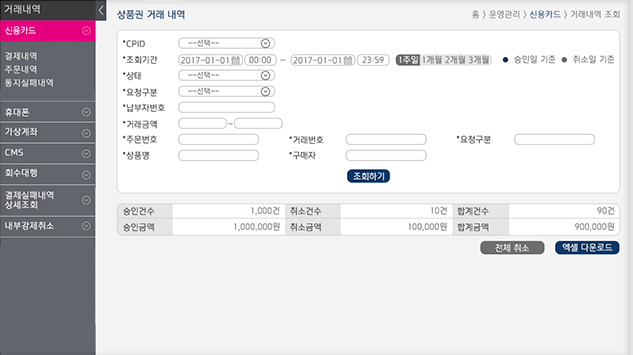 거래내역
신용카드
결제내역
주문내역
통지실패내역
휴대폰
가상계좌
CMS
회수대행
결제실패내역
상세조회
내부강제취소
상품권 거래 내역
홈 > 운영관리 > 신용카드 > 거래내역 조회
*CPID --선택--
*조회기간 2017-01-01 00:00 ~ 2017-01-01 23:59 1주일 1개월 2개월 3개월 승인일 기준 취소일 기준
*상태 --선택--
*요청구분 --선택--
*납부자번호
*거래금액 ~
*주문번호 *거래번호 *요청구분
*상품명 *구매자
조회하기
승인건수 1,000건 취소건수 10건 합계건수 90건
승인금액 1,000,000원 취소금액 100,000원 합계금액 900,000원
전체 취소 엑셀 다운로드